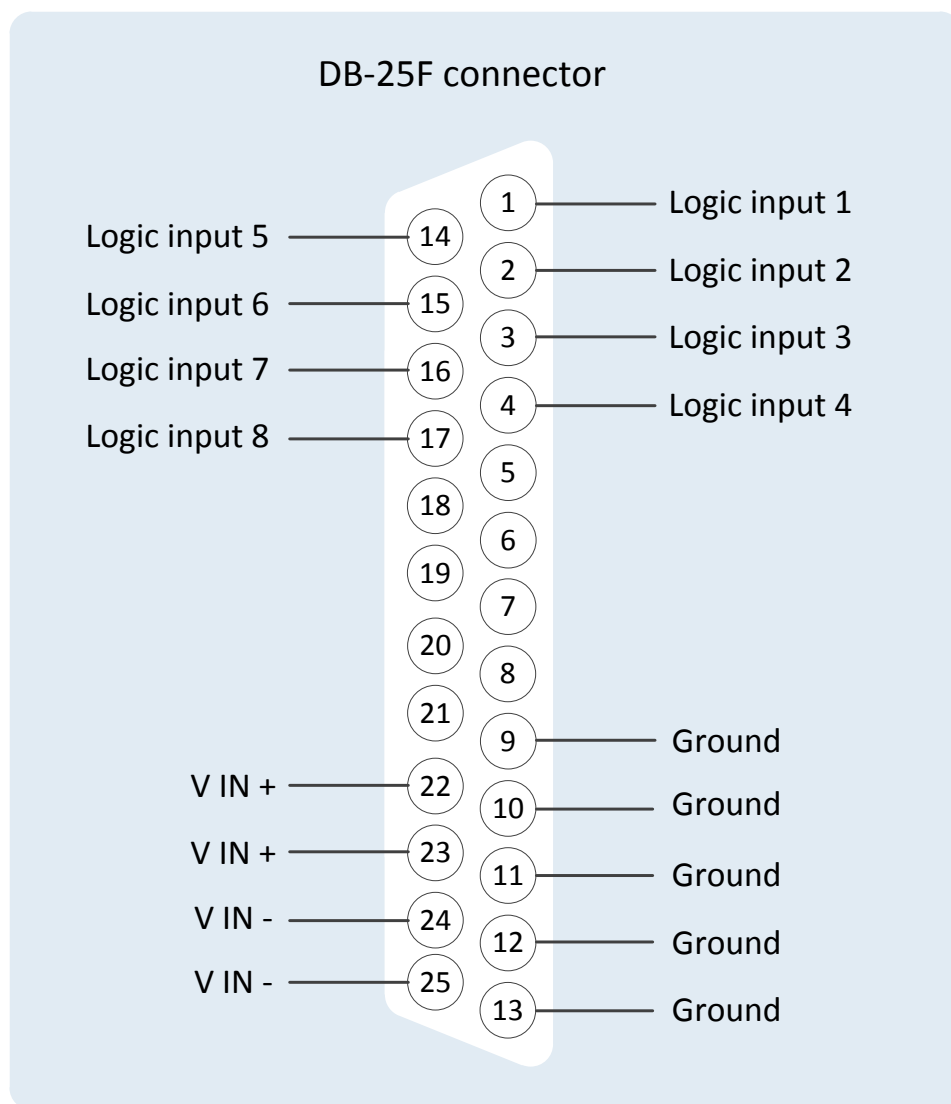 DB-25F connector
1 Logic input 1
Logic input 5 14
2 Logic input 2
Logic input 6 15
3 Logic input 3
Logic input 7 16
4 Logic input 4
Logic input 8 17
5
18
6
19
7
20
8
21
9 Ground
V IN + 22
10 Ground
V IN + 23
11 Ground
V IN - 24
12 Ground
V IN - 25
13 Ground